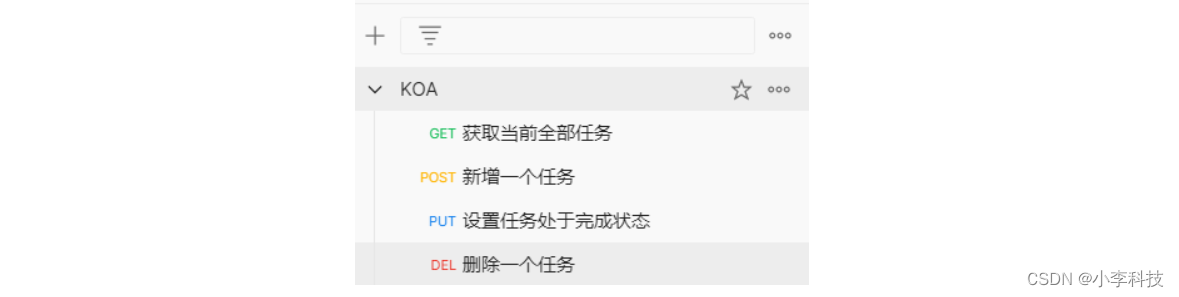 KOA
GET 获取当前全部任务
POST 新增一个任务
PUT 设置任务处于完成状态
DEL 删除一个任务
CSDN @小李科技